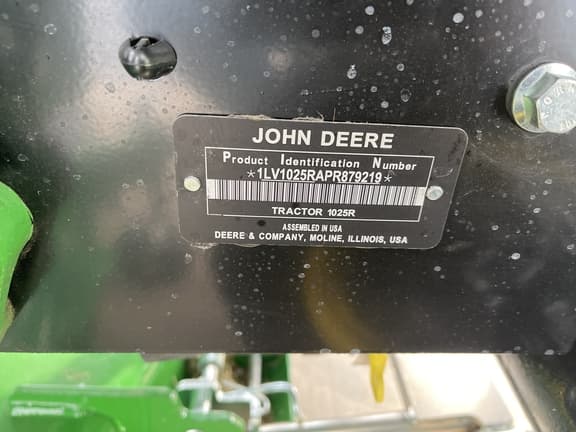 JOHN DEERE
Product Identification Number
*1LV1025RAPR879219*
TRACTOR 1025R
ASSEMBLED IN USA
DEERE & COMPANY, MOLINE, ILLINOIS, USA